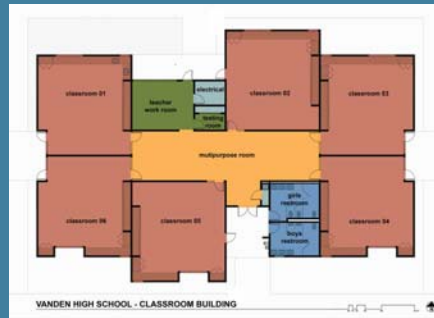 classroom 01
electrical
classroom 02
classroom 03
teacher
work room
testing
room
mutipurpose room
girls
restroom
classroom 06
classroom 05
classroom 04
boys
restroom
VANDEN HIGH SCHOOL - CLASSROOM BUILDING